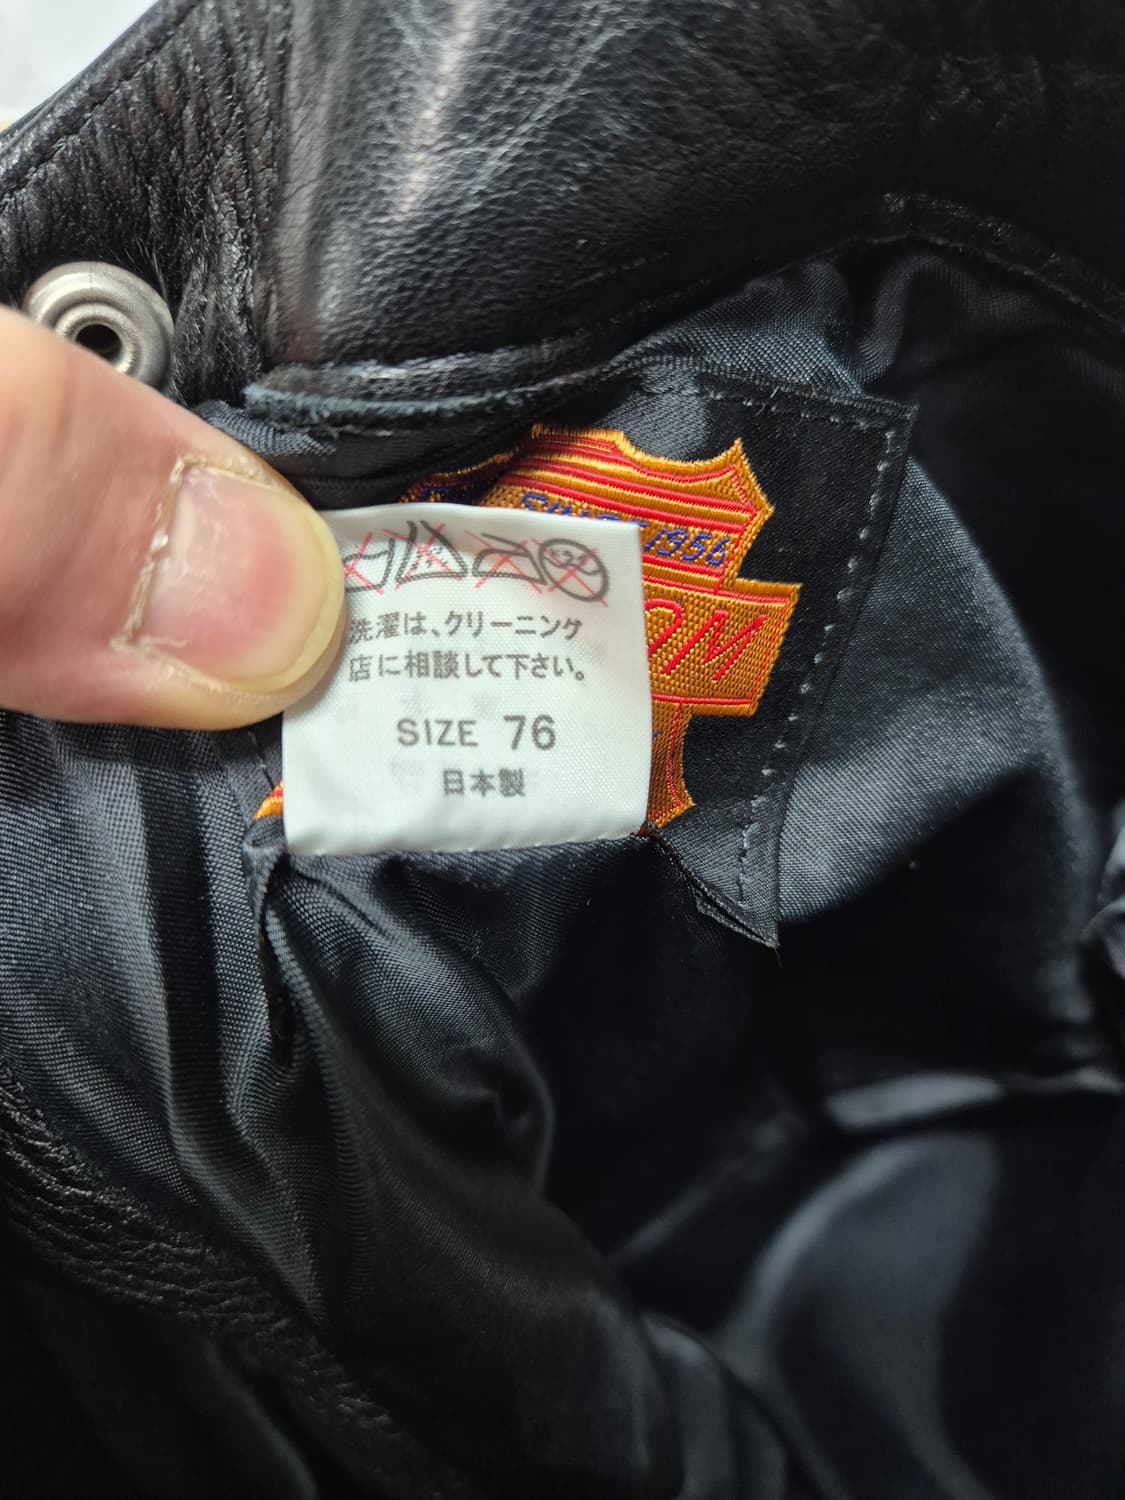 1956
洗濯は、クリーニング
店に相談して下さい。
SIZE 76
日本製